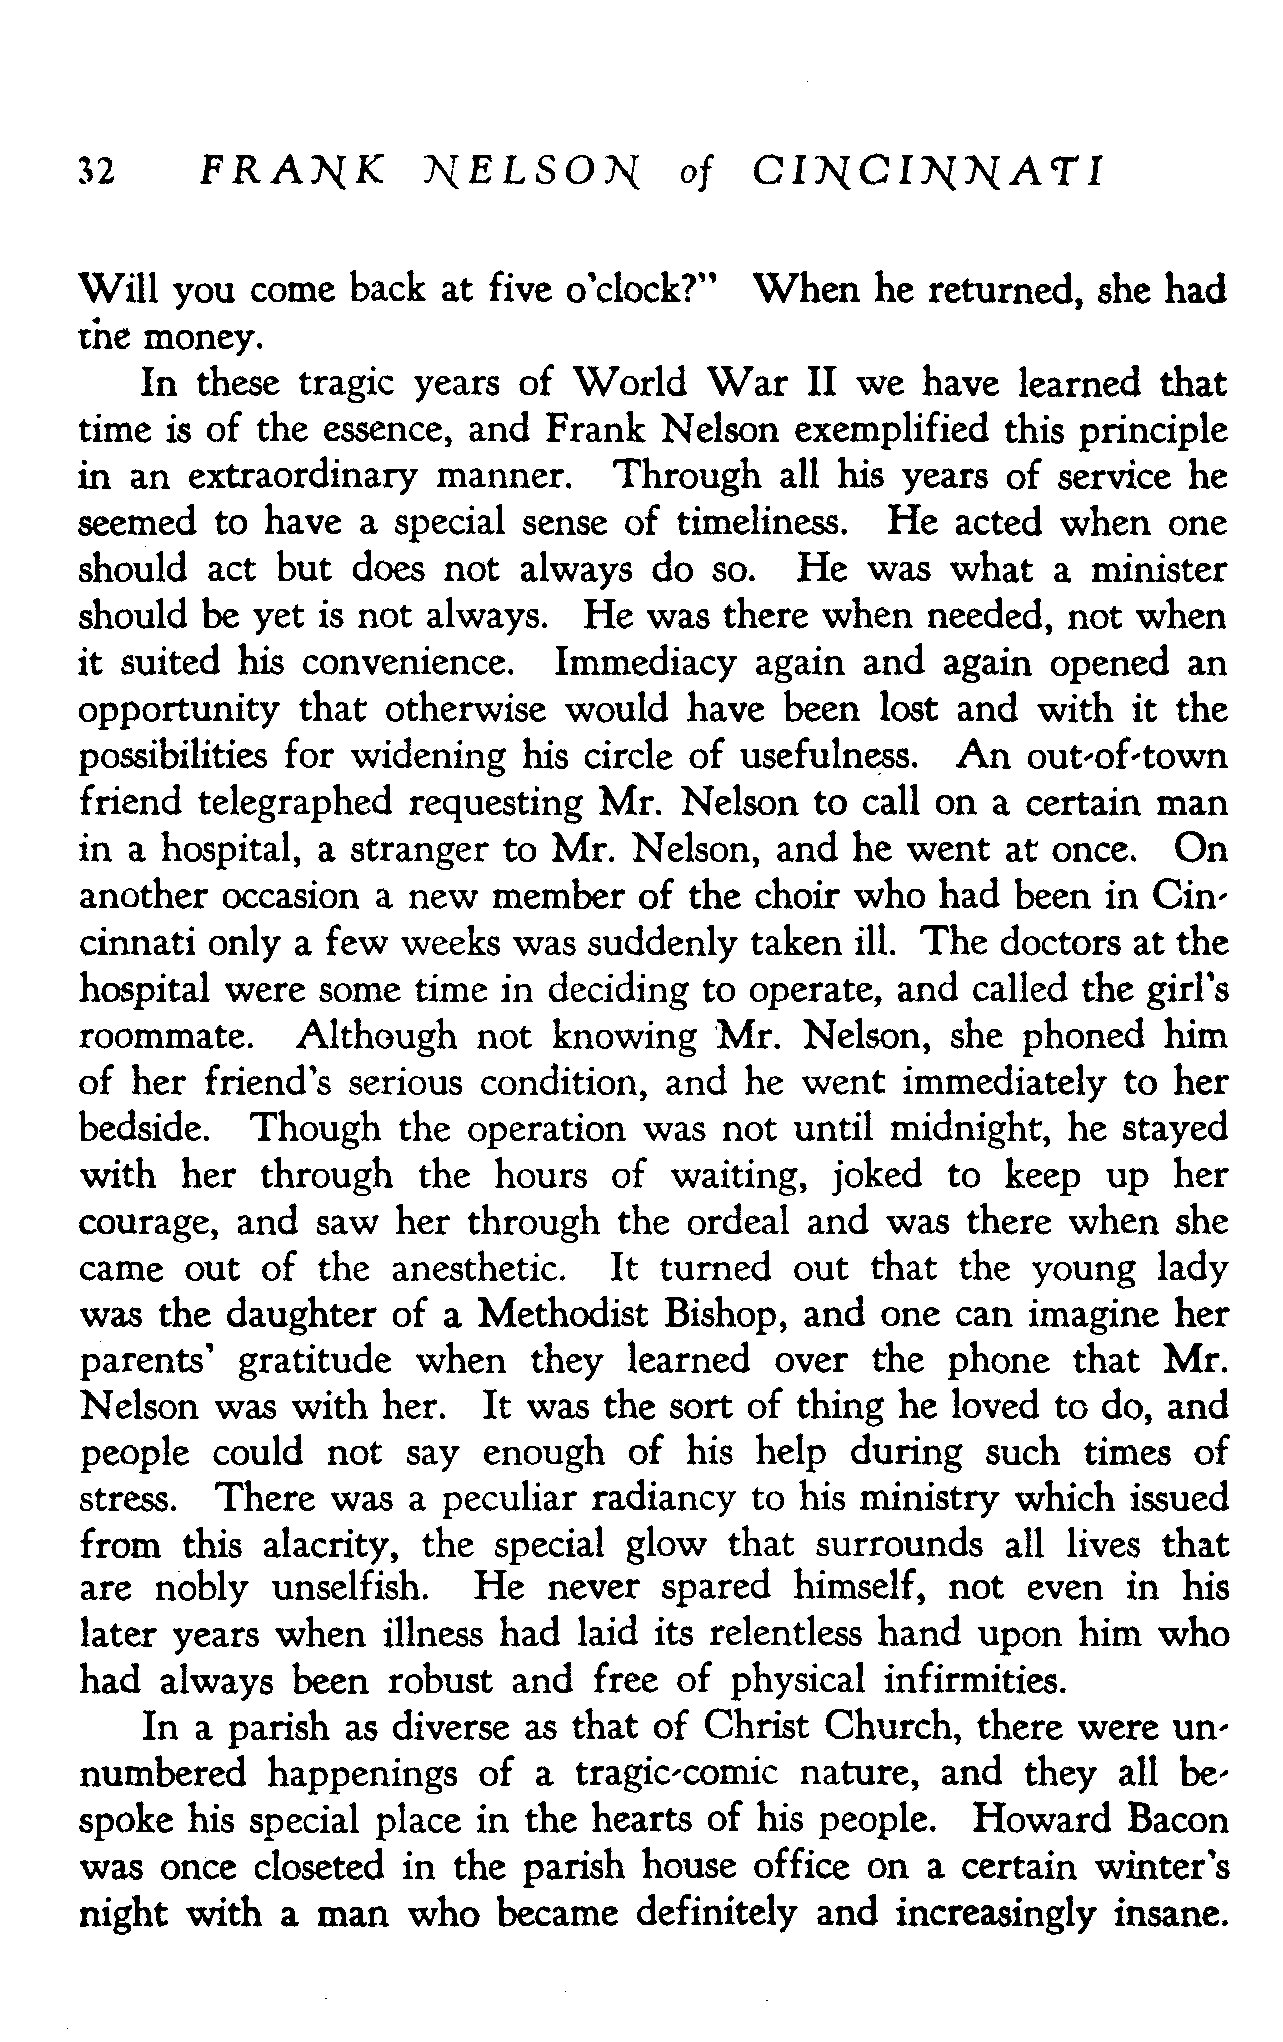 32 FRANK NELSON of CINCINNATI
Will you come back at five o'clock?" When he returned, she had
the money.
In these tragic years of World War II we have learned that
time is of the essence, and Frank Nelson exemplified this principle
in an extraordinary manner. Through all his years of service he
seemed to have a special sense of timeliness. He acted when one
should act but does not always do so. He was what a minister
should be yet is not always. He was there when needed, not when
it suited his convenience. Immediacy again and again opened an
opportunity that otherwise would have been lost and with it the
possibilities for widening his circle of usefulness. An out-of-town
friend telegraphed requesting Mr. Nelson to call on a certain man
in a hospital, a stranger to Mr. Nelson, and he went at once. On
another occasion a new member of the choir who had been in Cin-
cinnati only a few weeks was suddenly taken ill. The doctors at the
hospital were some time in deciding to operate, and called the girl's
roommate. Although not knowing Mr. Nelson, she phoned him
of her friend's serious condition, and he went immediately to her
bedside. Though the operation was not until midnight, he stayed
with her through the hours of waiting, joked to keep up her
courage, and saw her through the ordeal and was there when she
came out of the anesthetic. It turned out that the young lady
was the daughter of a Methodist Bishop, and one can imagine her
parents' gratitude when they learned over the phone that Mr.
Nelson was with her. It was the sort of thing he loved to do, and
people could not say enough of his help during such times of
stress. There was a peculiar radiancy to his ministry which issued
from this alacrity, the special glow that surrounds all lives that
are nobly unselfish. He never spared himself, not even in his
later years when illness had laid its relentless hand upon him who
had always been robust and free of physical infirmities.
In a parish as diverse as that of Christ Church, there were un-
numbered happenings of a tragic-comic nature, and they all be-
spoke his special place in the hearts of his people. Howard Bacon
was once closeted in the parish house office on a certain winter's
night with a man who became definitely and increasingly insane.